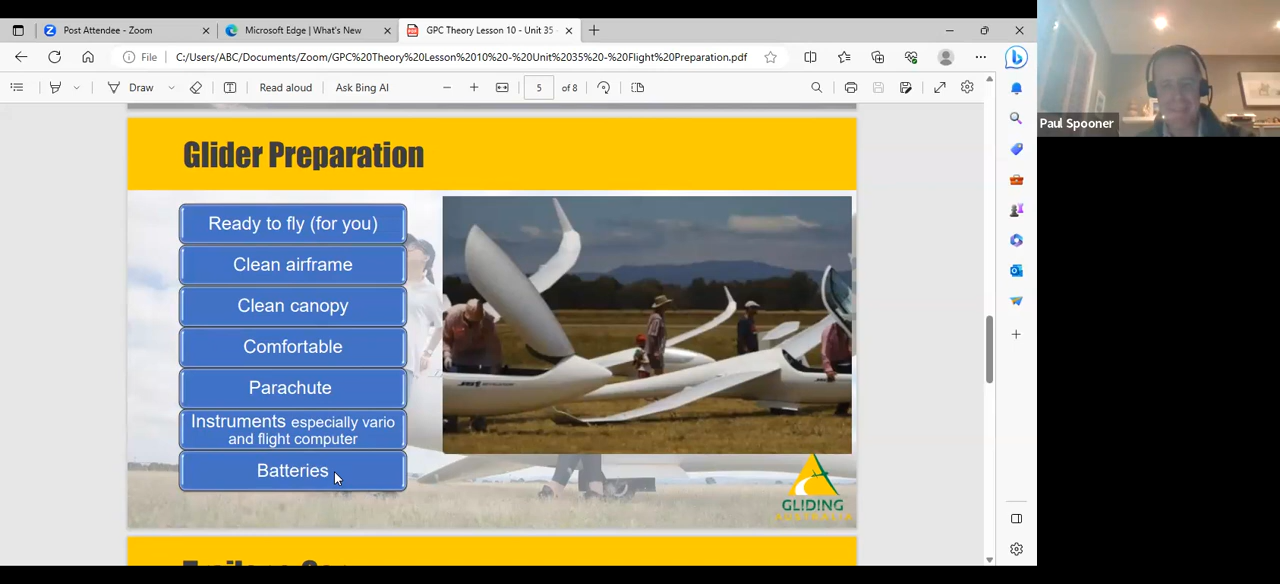 Post Attendee - Zoom
Microsoft Edge | What's New
GPC Theory Lesson 10 - Unit 35
File
C:/Users/ABC/Documents/Zoom/GPC%20Theory%20Lesson%2010%20-%20Unit%2035%20-%20Flight%20Preparation.pdf
Draw
Read aloud
Ask Bing AI
5
of 8
Paul Spooner
Glider Preparation
Ready to fly (for you)
Clean airframe
Clean canopy
Comfortable
Parachute
Instruments especially vario
and flight computer
Batteries
GLIDING
AUSTRALIA